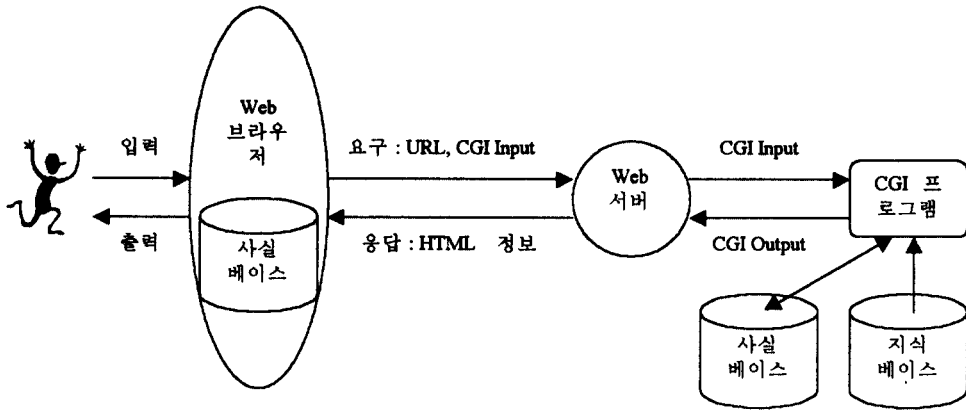 Web
브라우
저
입력
출력
사실
베이스
요구 : URL, CGI Input
응답 : HTML 정보
Web
서버
CGI Input
CGI Output
CGI 프
로그램
사실
베이스
지식
베이스